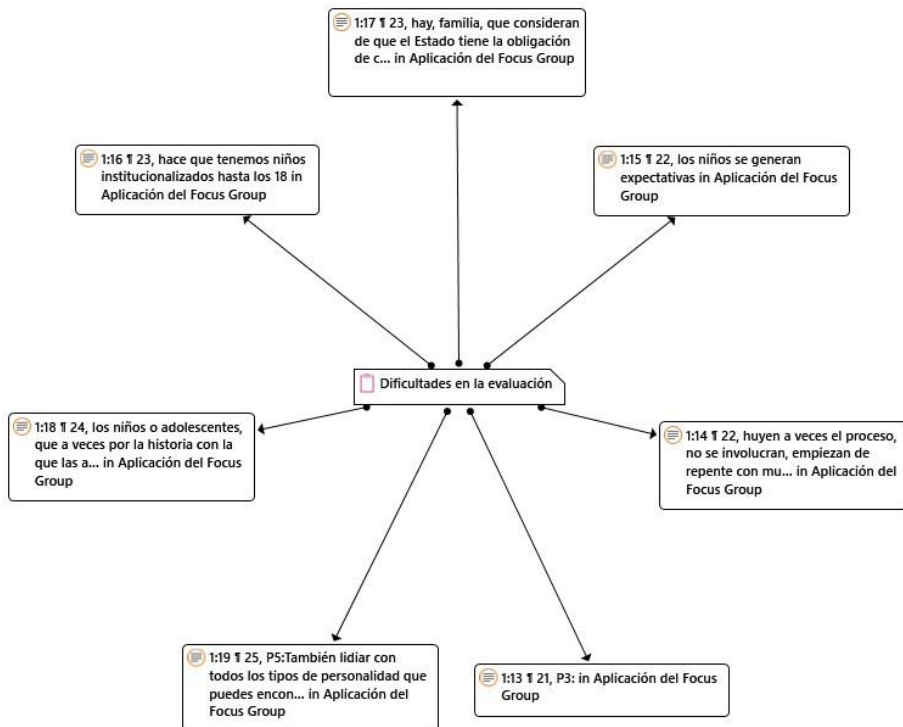 1:17 ¶ 23, hay, familia, que consideran
de que el Estado tiene la obligación
de c... in Aplicación del Focus Group
1:16 ¶ 23, hace que tenemos niños
institucionalizados hasta los 18 in
Aplicación del Focus Group
1:15 ¶ 22, los niños se generan
expectativas in Aplicación del Focus
Group
Dificultades en la evaluación
1:18 ¶ 24, los niños o adolescentes,
que a veces por la historia con la
que las a... in Aplicación del Focus
Group
1:14 ¶ 22, huyen a veces el proceso,
no se involucran, empiezan de
repente con mu... in Aplicación del
Focus Group
1:19 ¶ 25, P5:También lidiar con
todos los tipos de personalidad que
puedes encon... in Aplicación del
Focus Group
1:13 ¶ 21, P3: in Aplicación del Focus
Group